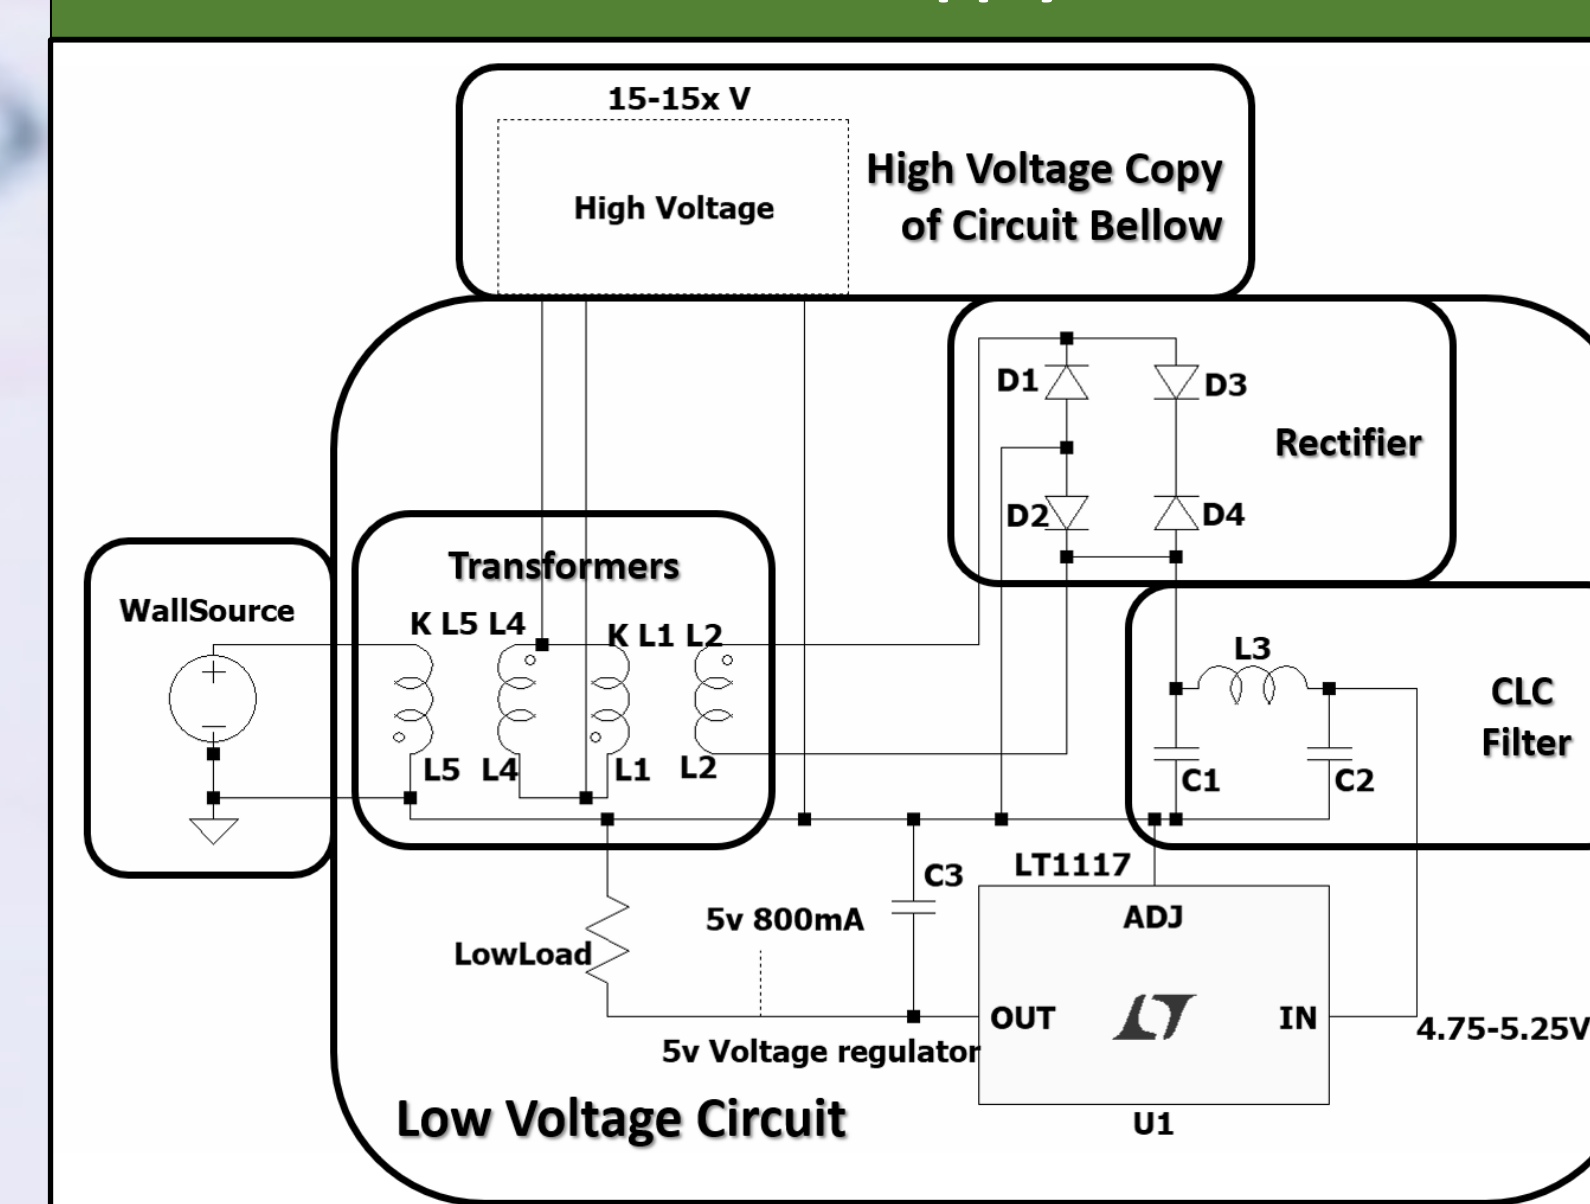 15-15x V
High Voltage
High Voltage Copy
of Circuit Bellow
D1
D3
Rectifier
D2
D4
Transformers
WallSource
K L5 L4
K L1 L2
L5
L4
L1
L2
L3
CLC
Filter
C1
C2
LT1117
C3
5v 800mA
ADJ
LowLoad
OUT
IN
4.75-5.25V
5v Voltage regulator
Low Voltage Circuit
U1